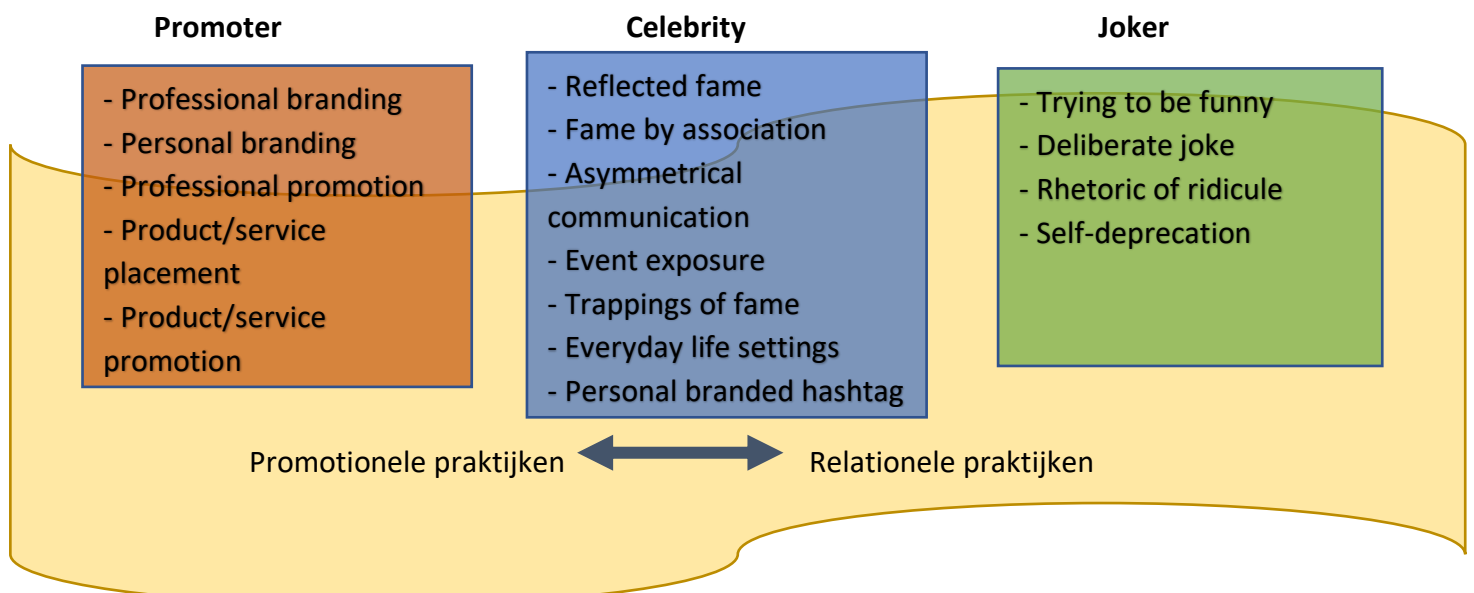 Promoter
- Professional branding
- Personal branding
- Professional promotion
- Product/service
placement
- Product/service
promotion
Celebrity
- Reflected fame
- Fame by association
- Asymmetrical
communication
- Event exposure
- Trappings of fame
- Everyday life settings
- Personal branded hashtag
Joker
- Trying to be funny
- Deliberate joke
- Rhetoric of ridicule
- Self-deprecation
Promotionele praktijken
Relationele praktijken